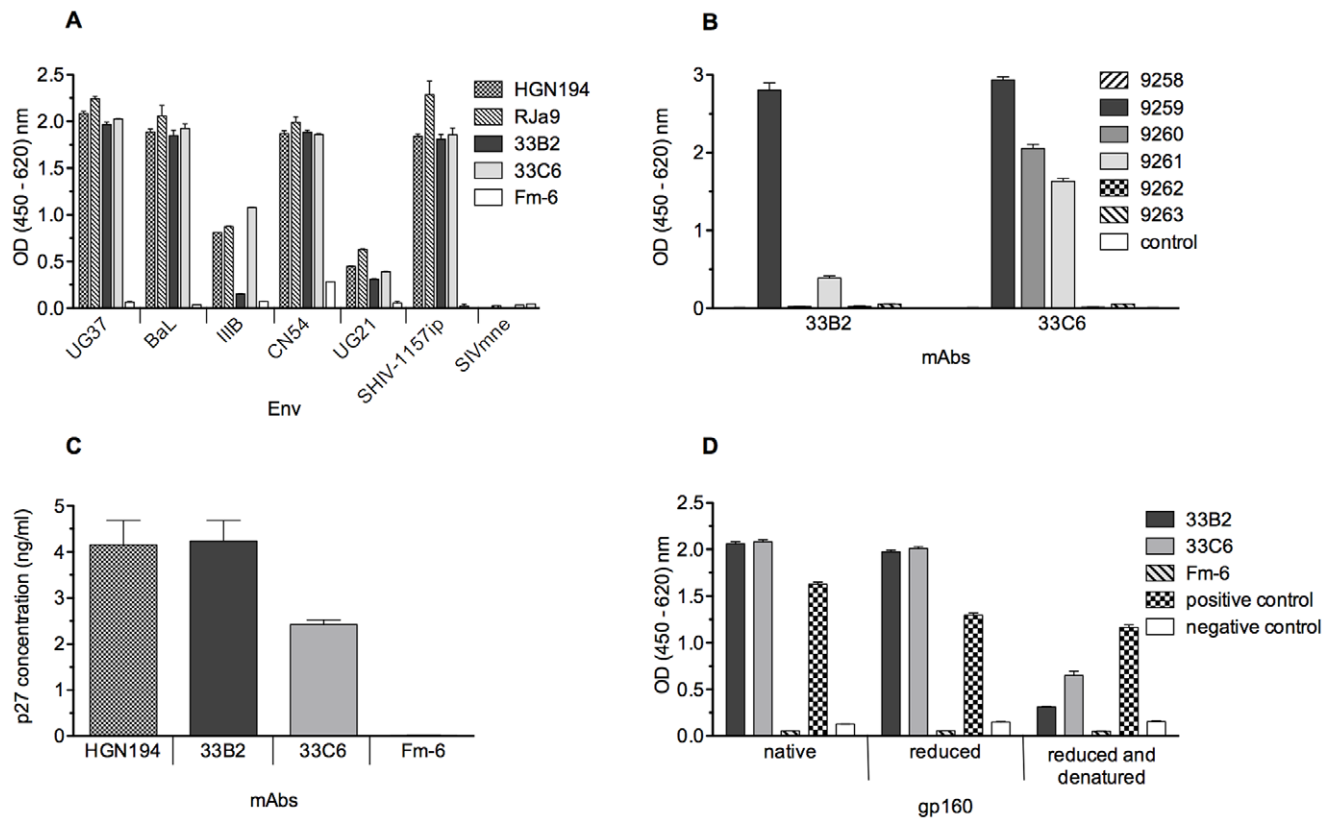 A
OD (450 - 620) nm
2.5
2.0
1.5
1.0
0.5
0.0
UG37
BaL
IIIB
CN54
UG21
SHIV-1157ip
SIVmne
Env
HGN194
RJa9
33B2
33C6
Fm-6
B
OD (450 - 620) nm
3
2
1
0
33B2
33C6
mAbs
9258
9259
9260
9261
9262
9263
control
C
p27 concentration (ng/ml)
5
4
3
2
1
0
HGN194
33B2
33C6
Fm-6
mAbs
D
OD (450 - 620) nm
2.5
2.0
1.5
1.0
0.5
0.0
native
reduced
reduced and
denatured
gp160
33B2
33C6
Fm-6
positive control
negative control